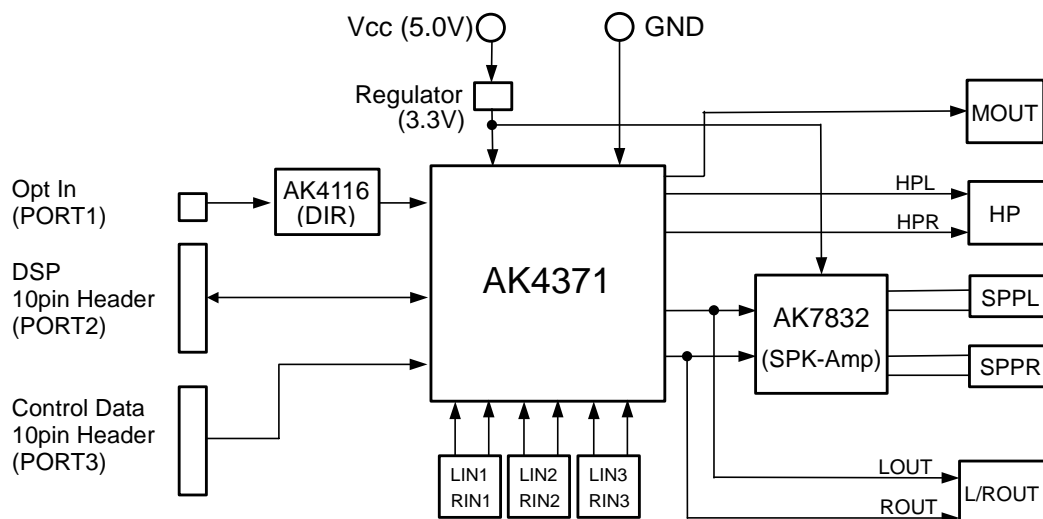 Vcc (5.0V)
GND
Regulator
(3.3V)
MOUT
Opt In
(PORT1)
AK4116
(DIR)
HPL
HPR
HP
DSP
10pin Header
(PORT2)
AK4371
AK7832
(SPK-Amp)
SPPL
SPPR
Control Data
10pin Header
(PORT3)
LIN1
RIN1
LIN2
RIN2
LIN3
RIN3
LOUT
ROUT
L/ROUT